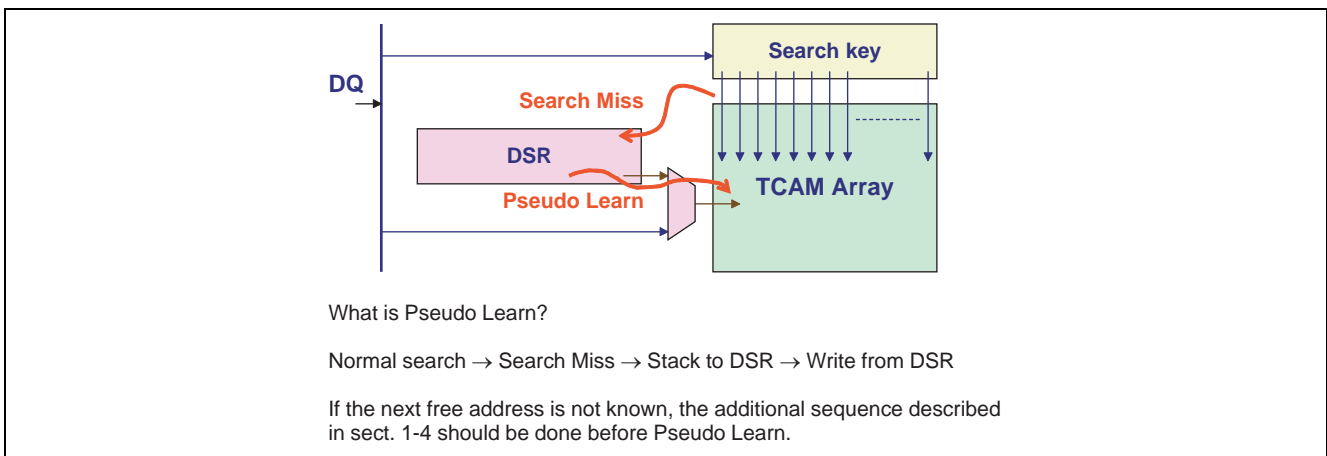 Search key
DQ
Search Miss
DSR
TCAM Array
Pseudo Learn
What is Pseudo Learn?
Normal search → Search Miss → Stack to DSR → Write from DSR
If the next free address is not known, the additional sequence described
in sect. 1-4 should be done before Pseudo Learn.